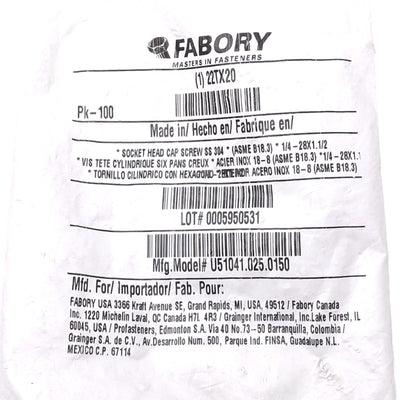 FABORY
MASTERS IN FASTENERS
(1) 22TX20
Pk-100
Made in/ Hecho en/ Fabrique en/
* SOCKET HEAD CAP SCREW SS 304 * (ASME B18.3) * 1/4-28X1.1/2
* VIS TETE CYLINDRIQUE SIX PANS CREUX * ACIER INOX 18-8 (ASME B18.3) * 1/4-28X1.1
* TORNILLO CILINDRICO CON HEXAGONO INOX ACERO INOX 18-8 (ASME B18.3)
LOT# 0005950531
Mfg.Model# U51041.025.0150
Mfd. For/ Importador/ Fab. Pour:
FABORY USA 3366 Kraft Avenue SE, Grand Rapids, MI, USA, 49512 / Fabory Canada
Inc. 1220 Michelin Laval, QC Canada H7L 4R3 / Grainger International, Inc.Lake Forest, IL
60045, USA / Profasteners, Edmonton S.A. Via 40 No.73-50 Barranquilla, Colombia /
Grainger S.A. de C.V., Av.Desarrollo Num. 500, Parque Ind. FINSA, Guadalupe N.L.
MEXICO C.P. 67114